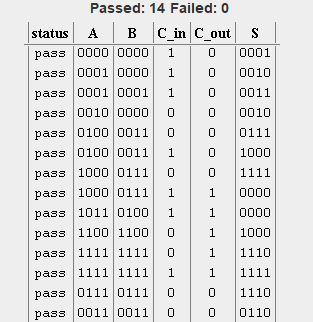 Passed: 14 Failed: 0
status A B C_in C_out S
pass 0000 0000 1 0 0001
pass 0001 0000 1 0 0010
pass 0001 0001 1 0 0011
pass 0010 0000 0 0 0010
pass 0100 0011 0 0 0111
pass 0100 0011 1 0 1000
pass 1000 0111 0 0 1111
pass 1000 0111 1 1 0000
pass 1011 0100 1 1 0000
pass 1100 1100 0 1 1000
pass 1111 1111 0 1 1110
pass 1111 1111 1 1 1111
pass 0111 0111 0 0 1110
pass 0011 0011 0 0 0110